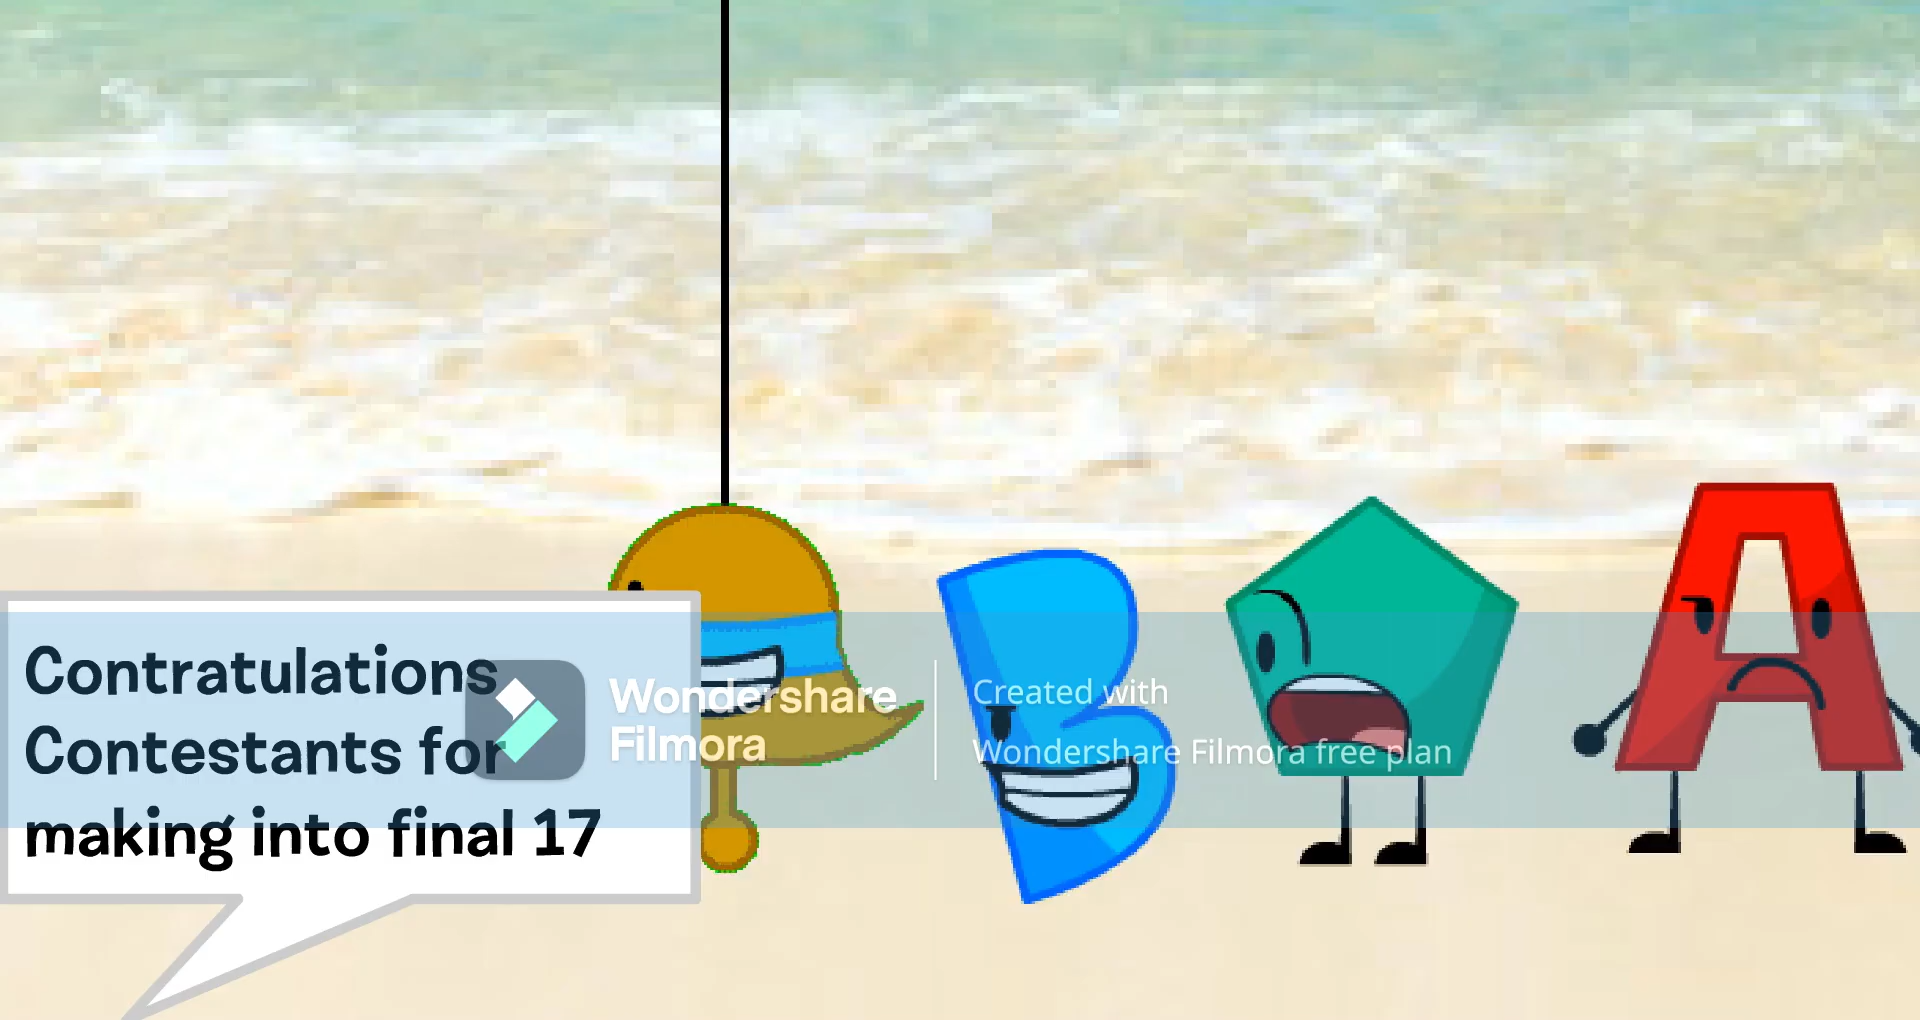 Contratulations
Contestants for
making into final 17
Wondershare
Filmora
Created with
Wondershare Filmora free plan